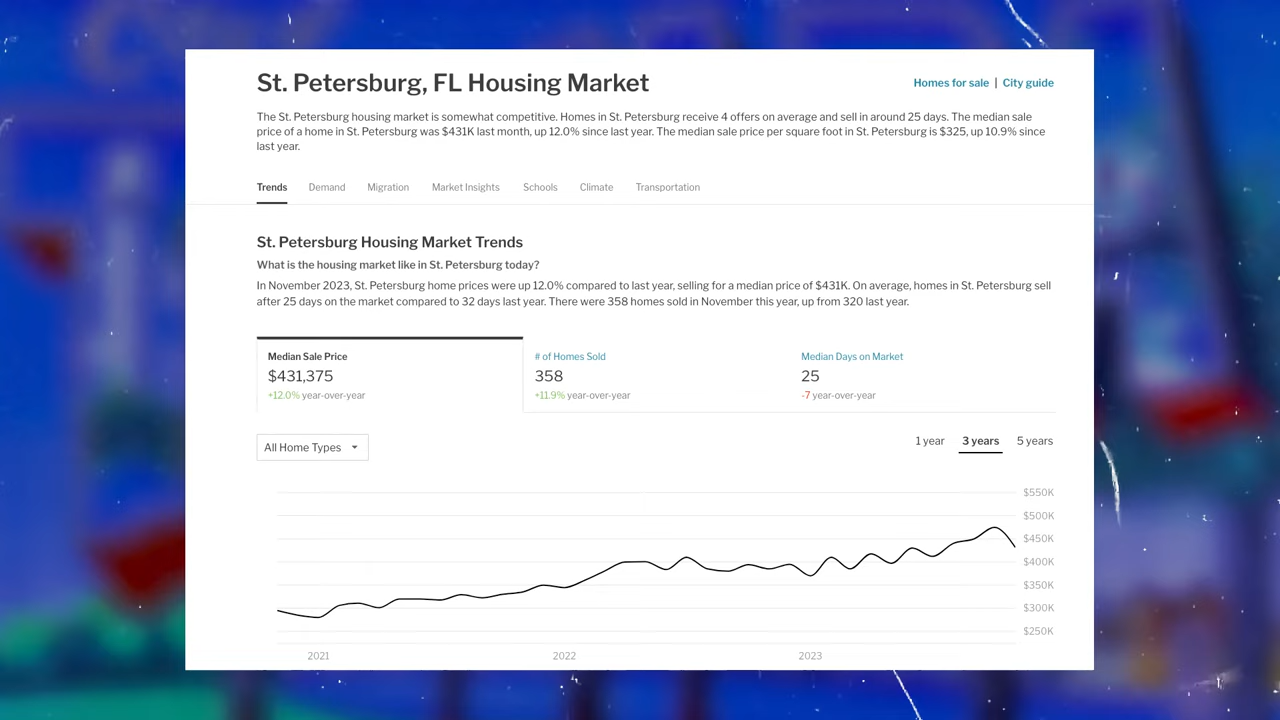 St. Petersburg, FL Housing Market
Homes for sale | City guide
The St. Petersburg housing market is somewhat competitive. Homes in St. Petersburg receive 4 offers on average and sell in around 25 days. The median sale
price of a home in St. Petersburg was $431K last month, up 12.0% since last year. The median sale price per square foot in St. Petersburg is $325, up 10.9% since
last year.
Trends Demand Migration Market Insights Schools Climate Transportation
St. Petersburg Housing Market Trends
What is the housing market like in St. Petersburg today?
In November 2023, St. Petersburg home prices were up 12.0% compared to last year, selling for a median price of $431K. On average, homes in St. Petersburg sell
after 25 days on the market compared to 32 days last year. There were 358 homes sold in November this year, up from 320 last year.
Median Sale Price
$431,375
+12.0% year-over-year
# of Homes Sold
358
+11.9% year-over-year
Median Days on Market
25
-7 year-over-year
All Home Types
1 year 3 years 5 years
$550K
$500K
$450K
$400K
$350K
$300K
$250K
2021 2022 2023